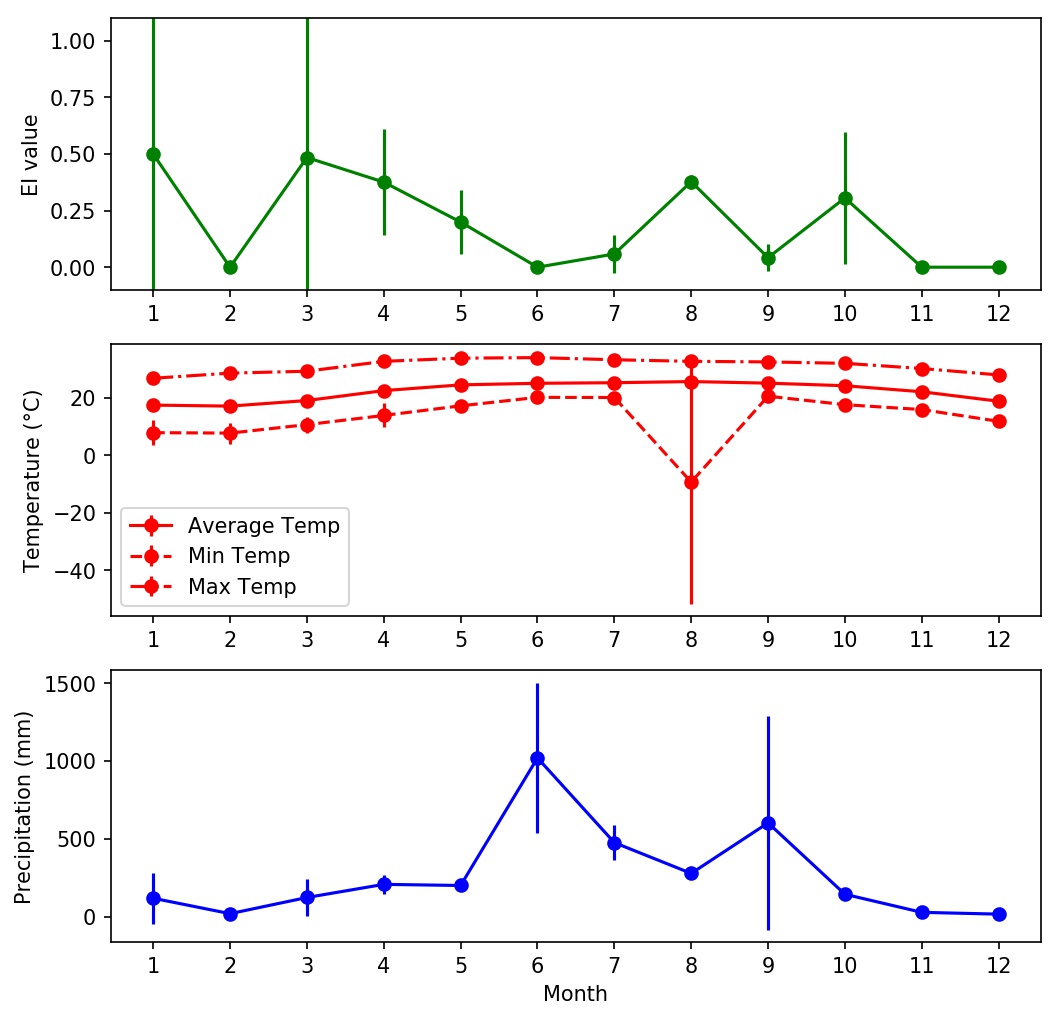 1.00
0.75
0.50
0.25
0.00
EI value
1 2 3 4 5 6 7 8 9 10 11 12
20
0
−20
−40
Temperature (°C)
Average Temp
Min Temp
Max Temp
1 2 3 4 5 6 7 8 9 10 11 12
1500
1000
500
0
Precipitation (mm)
1 2 3 4 5 6 7 8 9 10 11 12
Month